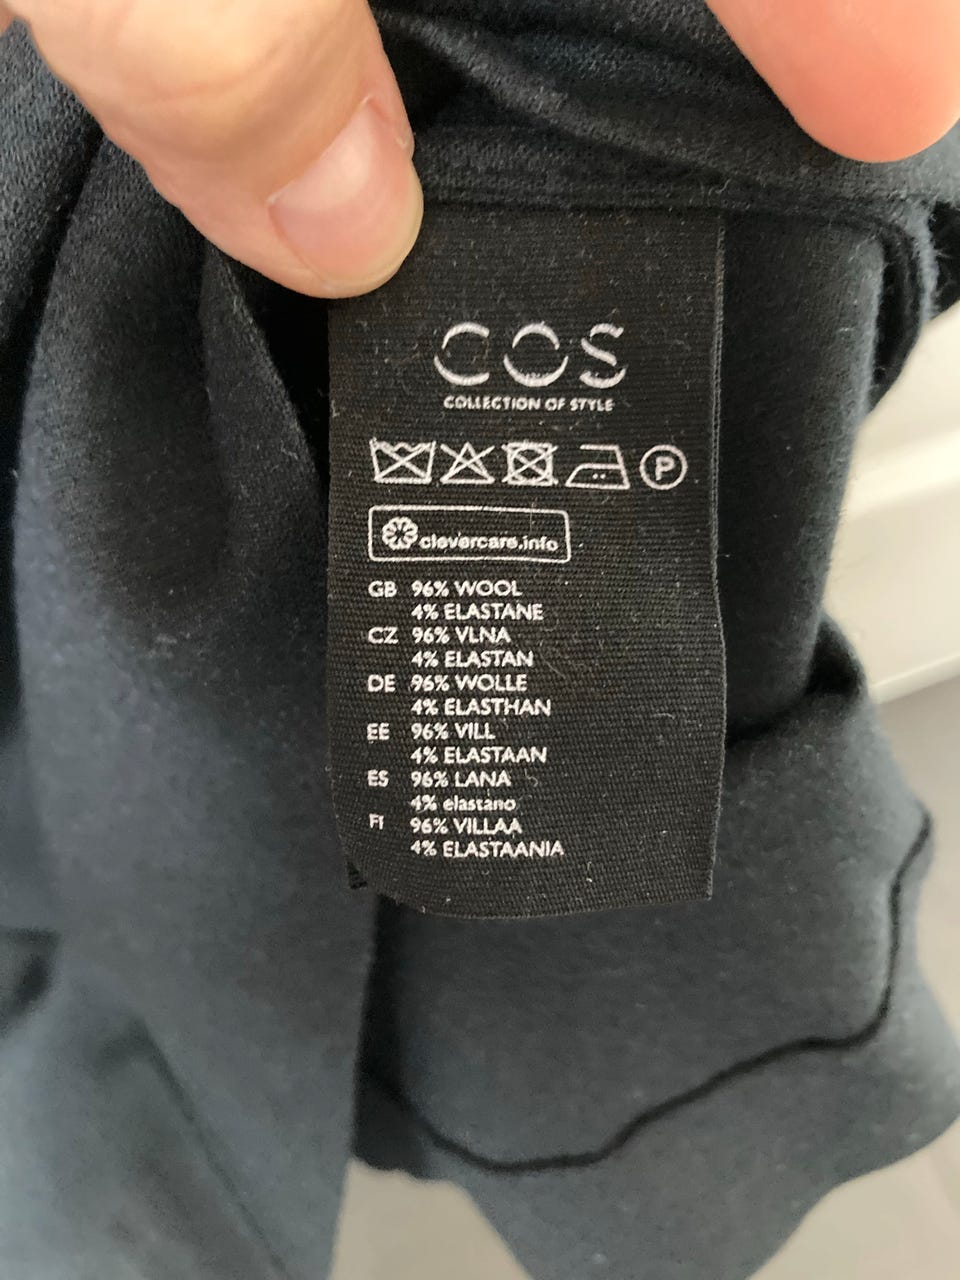 COS
COLLECTION OF STYLE
P
clevercare.info
GB 96% WOOL
4% ELASTANE
CZ 96% VLNA
4% ELASTAN
DE 96% WOLLE
4% ELASTHAN
EE 96% VILL
4% ELASTAAN
ES 96% LANA
4% elastano
FI 96% VILLAA
4% ELASTAANIA